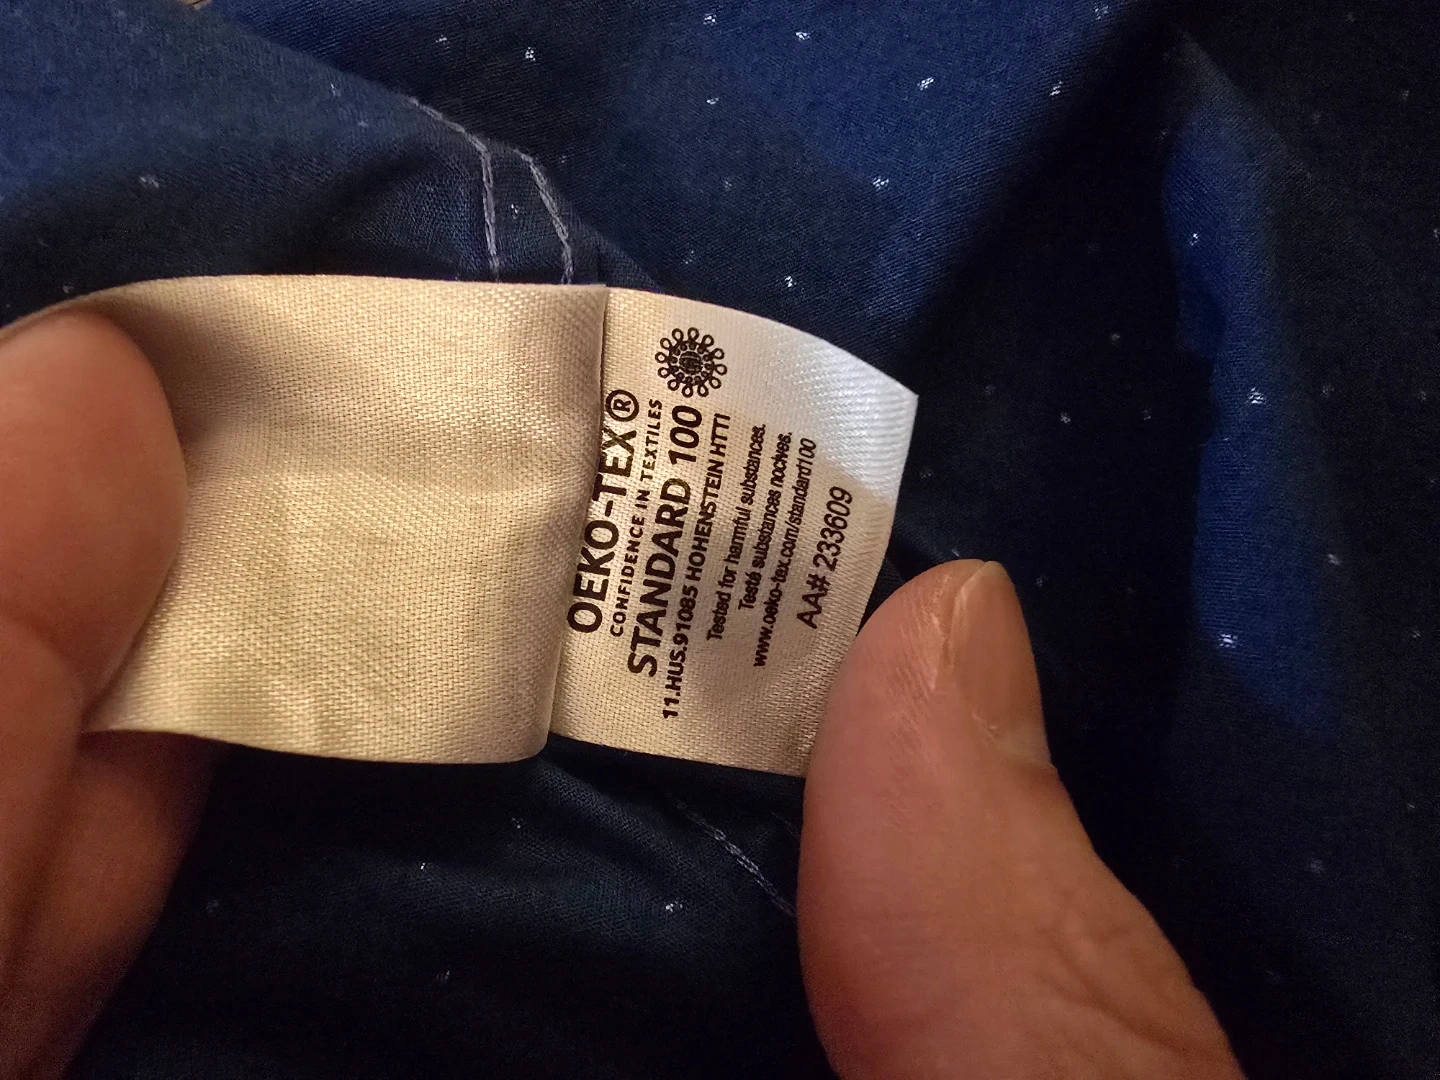 OEKO-TEX®
CONFIDENCE IN TEXTILES
STANDARD 100
11.HUS.91085 HOHENSTEIN HTTI
Tested for harmful substances.
Testé substances nocives.
www.oeko-tex.com/standard100
AA# 233609